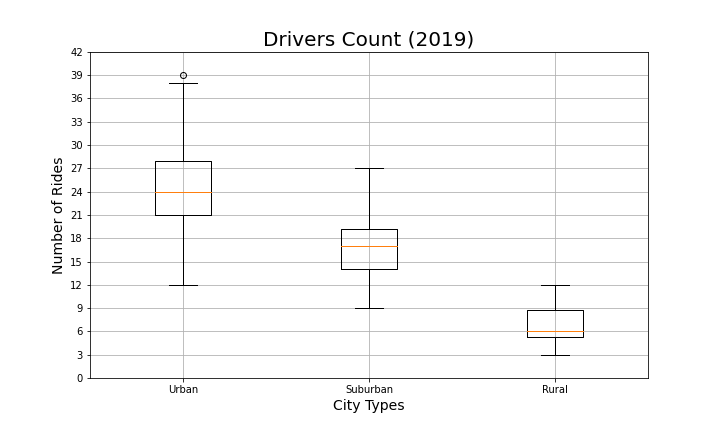 Drivers Count (2019)
Number of Rides
42
39
36
33
30
27
24
21
18
15
12
9
6
3
0
Urban
Suburban
Rural
City Types